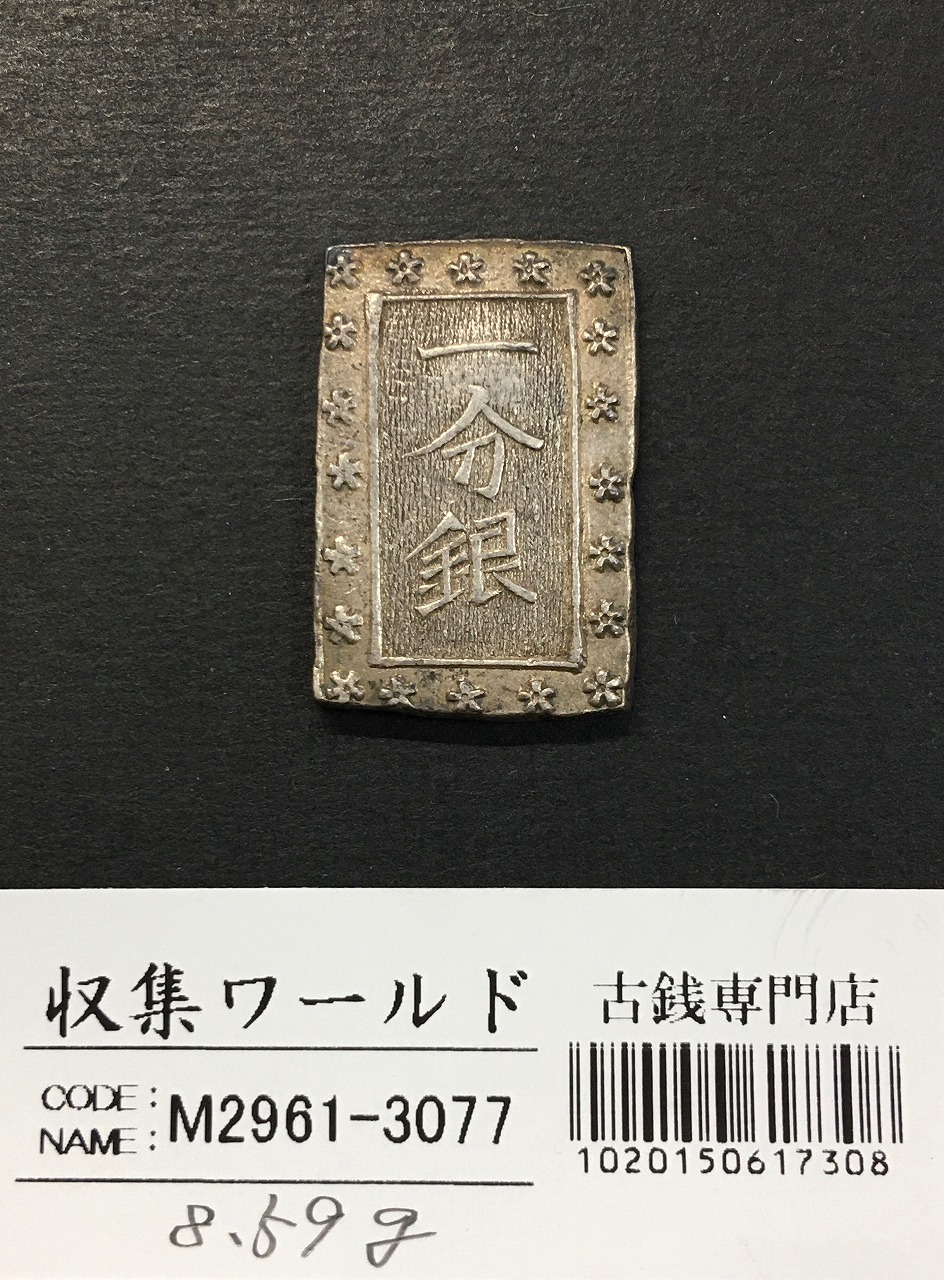 一分銀
収集ワールド
古銭専門店
CODE:
NAME:
M2961-3077
1020150617308
8.59g